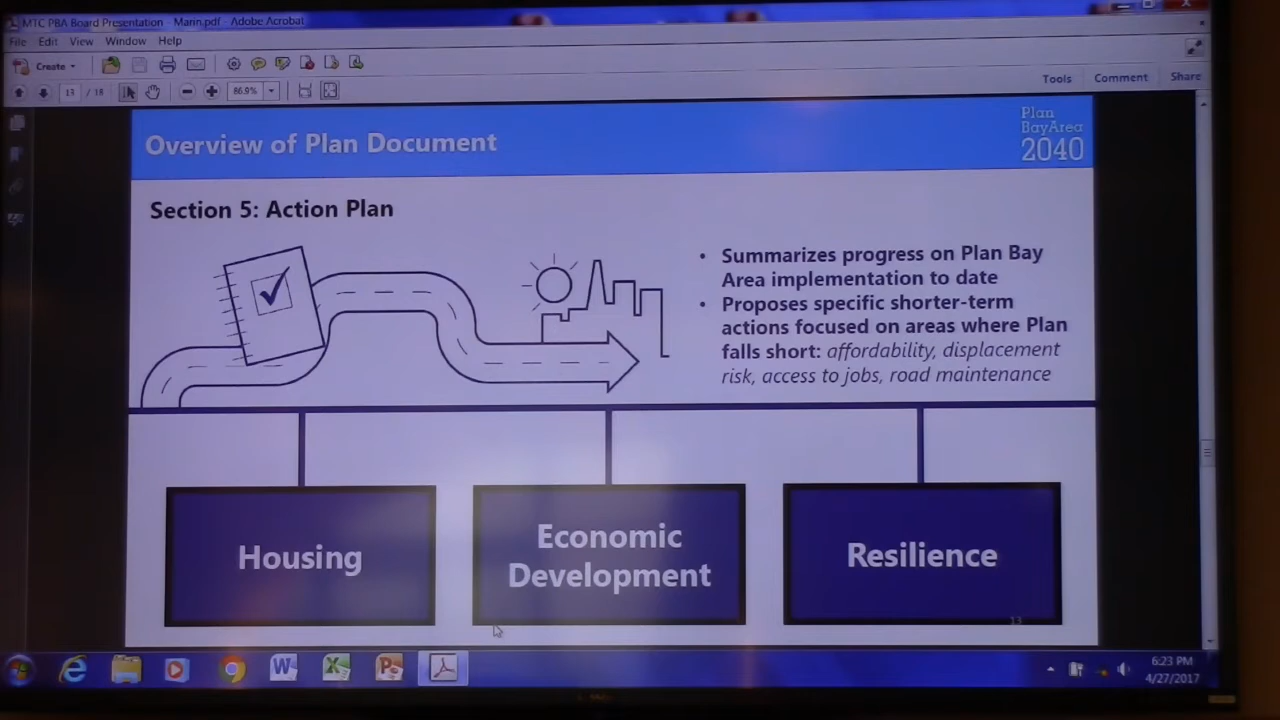 MTC PBA Board Presentation - Marin.pdf - Adobe Acrobat
File Edit View Window Help
Create
Tools Comment Share
13 / 18
86.9%
Overview of Plan Document
Plan
BayArea
2040
Section 5: Action Plan
• Summarizes progress on Plan Bay
Area implementation to date
• Proposes specific shorter-term
actions focused on areas where Plan
falls short: affordability, displacement
risk, access to jobs, road maintenance
Housing
Economic
Development
Resilience
13
6:23 PM
4/27/2017